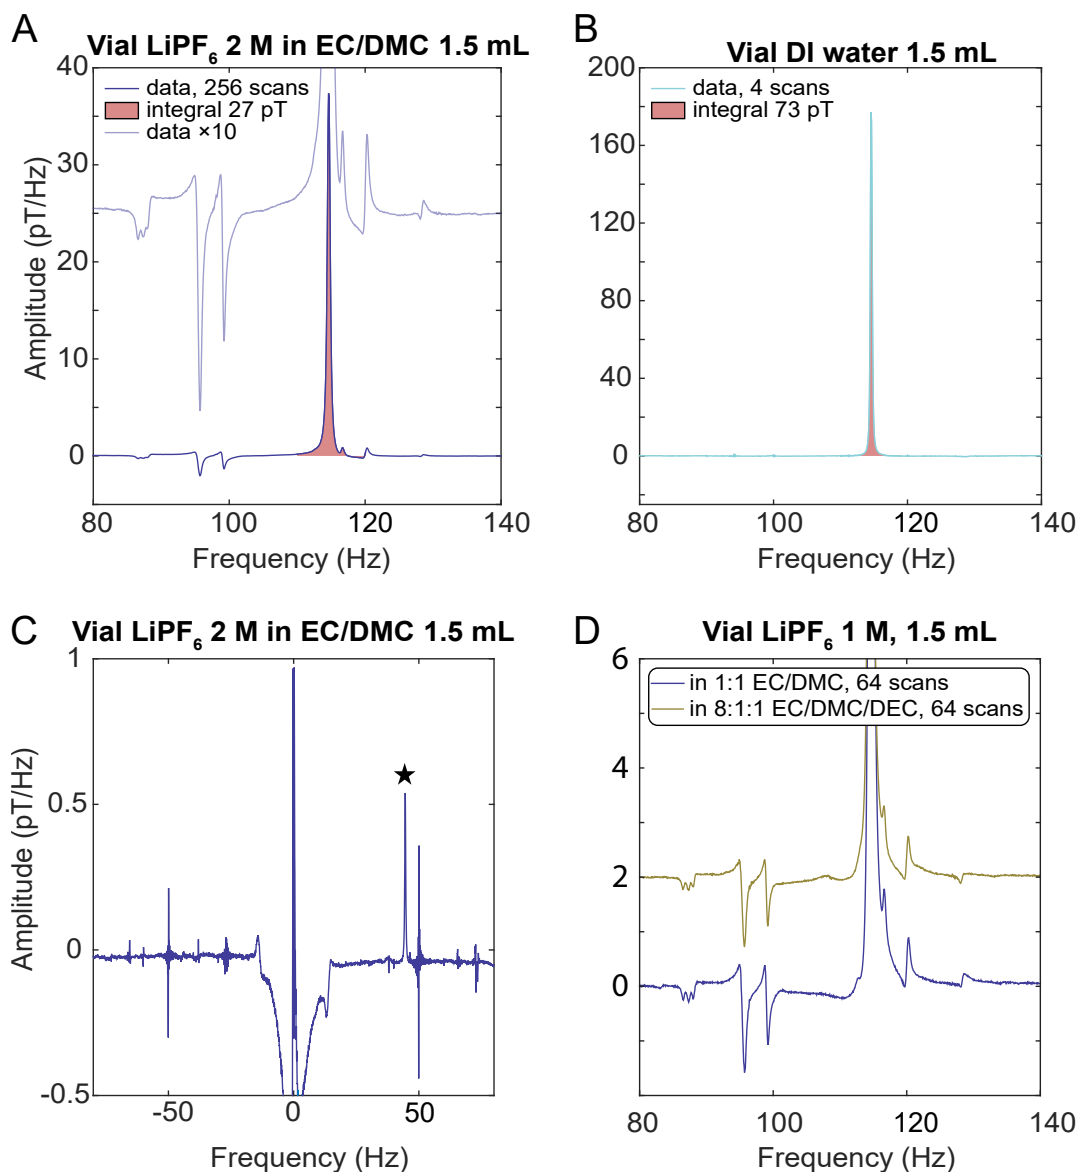 A
Vial LiPF6 2 M in EC/DMC 1.5 mL
40
30
20
10
0
data, 256 scans
integral 27 pT
data ×10
Amplitude (pT/Hz)
80 100 120 140
Frequency (Hz)
B
Vial DI water 1.5 mL
200
160
120
80
40
0
data, 4 scans
integral 73 pT
80 100 120 140
Frequency (Hz)
C
Vial LiPF6 2 M in EC/DMC 1.5 mL
1
0.5
0
-0.5
★
Amplitude (pT/Hz)
-50 0 50
Frequency (Hz)
D
Vial LiPF6 1 M, 1.5 mL
6
4
2
0
in 1:1 EC/DMC, 64 scans
in 8:1:1 EC/DMC/DEC, 64 scans
80 100 120 140
Frequency (Hz)